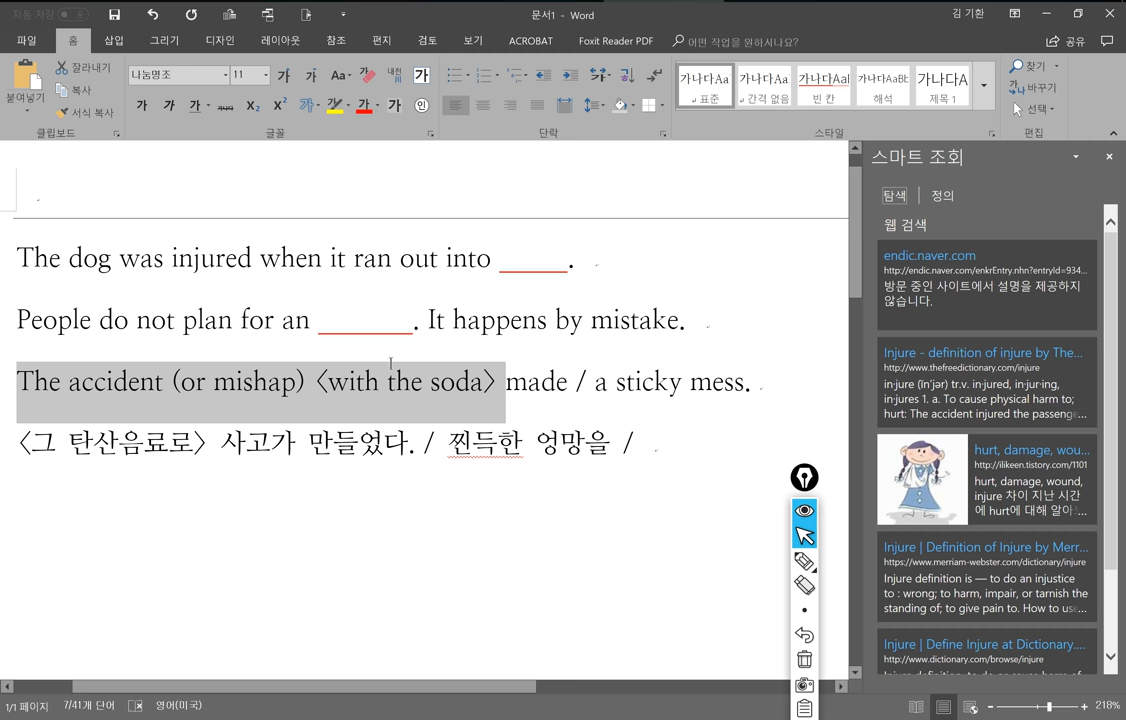 자동 저장
문서1 - Word
김 기환
파일 홈 삽입 그리기 디자인 레이아웃 참조 편지 검토 보기 ACROBAT Foxit Reader PDF 어떤 작업을 원하시나요? 공유
붙여넣기
잘라내기
복사
서식 복사
클립보드
나눔명조 11 가 가 Aa 내천 가
가 가 가 X₂ X² 가 가 가 가
글꼴
단락
가나다Aa 가나다Aa 가나다Aa 가나다AaBb 가나다A
표준 간격 없음 빈 칸 해석 제목 1
스타일
찾기
바꾸기
선택
편집
The dog was injured when it ran out into ______.
People do not plan for an ________. It happens by mistake.
The accident (or mishap) 〈with the soda〉 made / a sticky mess.
〈그 탄산음료로〉 사고가 만들었다. / 찐득한 엉망을 /
스마트 조회
탐색 정의
웹 검색
endic.naver.com
http://endic.naver.com/enkrEntry.nhn?entryId=934...
방문 중인 사이트에서 설명을 제공하지
않습니다.
Injure - definition of injure by The...
http://www.thefreedictionary.com/injure
in·jure (ĭn′jər) tr.v. in·jured, in·jur·ing,
in·jures 1. a. To cause physical harm to;
hurt: The accident injured the passenge...
hurt, damage, wou...
http://ilikeen.tistory.com/1101
hurt, damage, wound,
injure 차이 지난 시간
에 hurt에 대해 알아...
Injure | Definition of Injure by Merr...
https://www.merriam-webster.com/dictionary/injure
Injure definition is — to do an injustice
to : wrong; to harm, impair, or tarnish the
standing of; to give pain to. How to us...
Injure | Define Injure at Dictionary....
http://www.dictionary.com/browse/injure
1/1 페이지 7/41개 단어 영어(미국) 218%